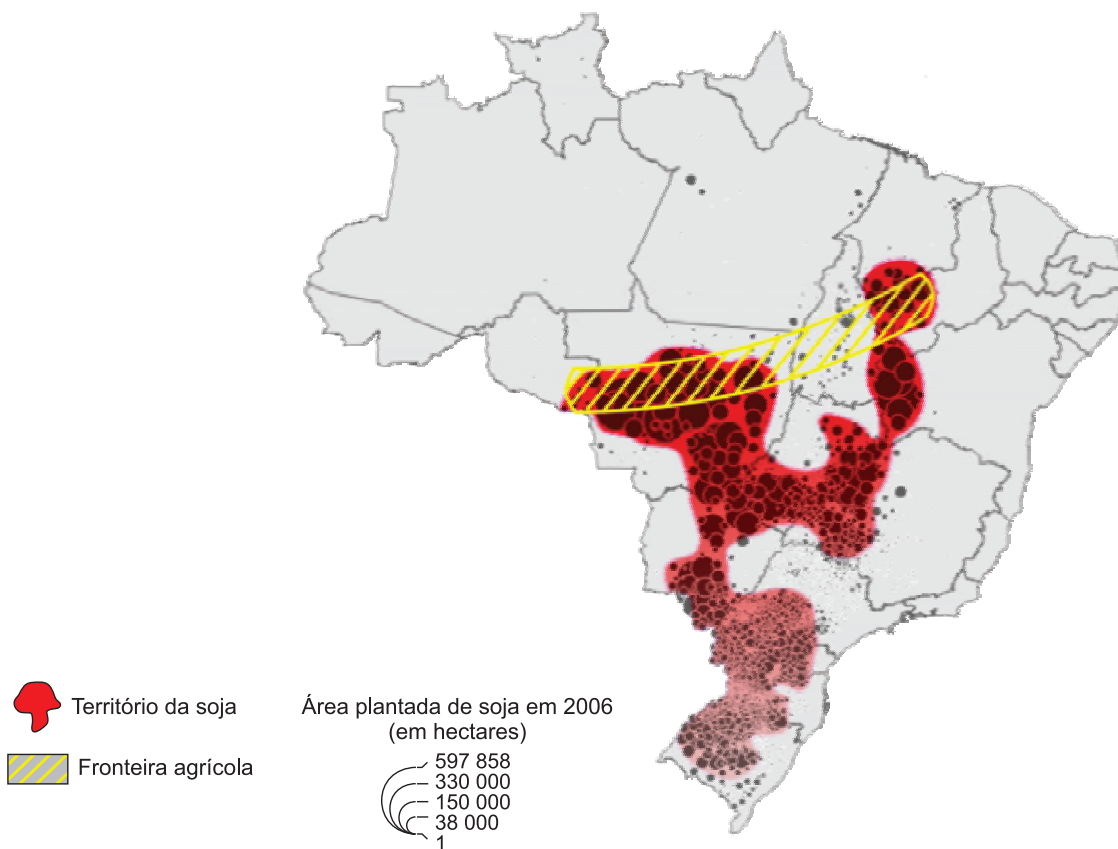 Território da soja
Fronteira agrícola
Área plantada de soja em 2006
(em hectares)
597 858
330 000
150 000
38 000
1